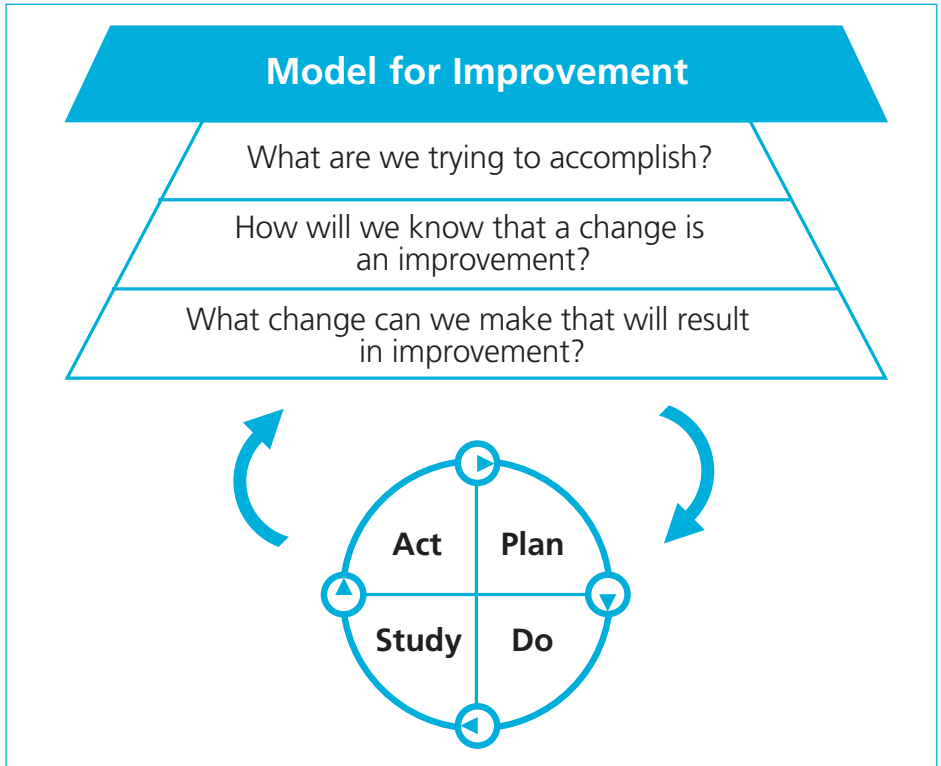 Model for Improvement
What are we trying to accomplish?
How will we know that a change is
an improvement?
What change can we make that will result
in improvement?
Act
Plan
Study
Do